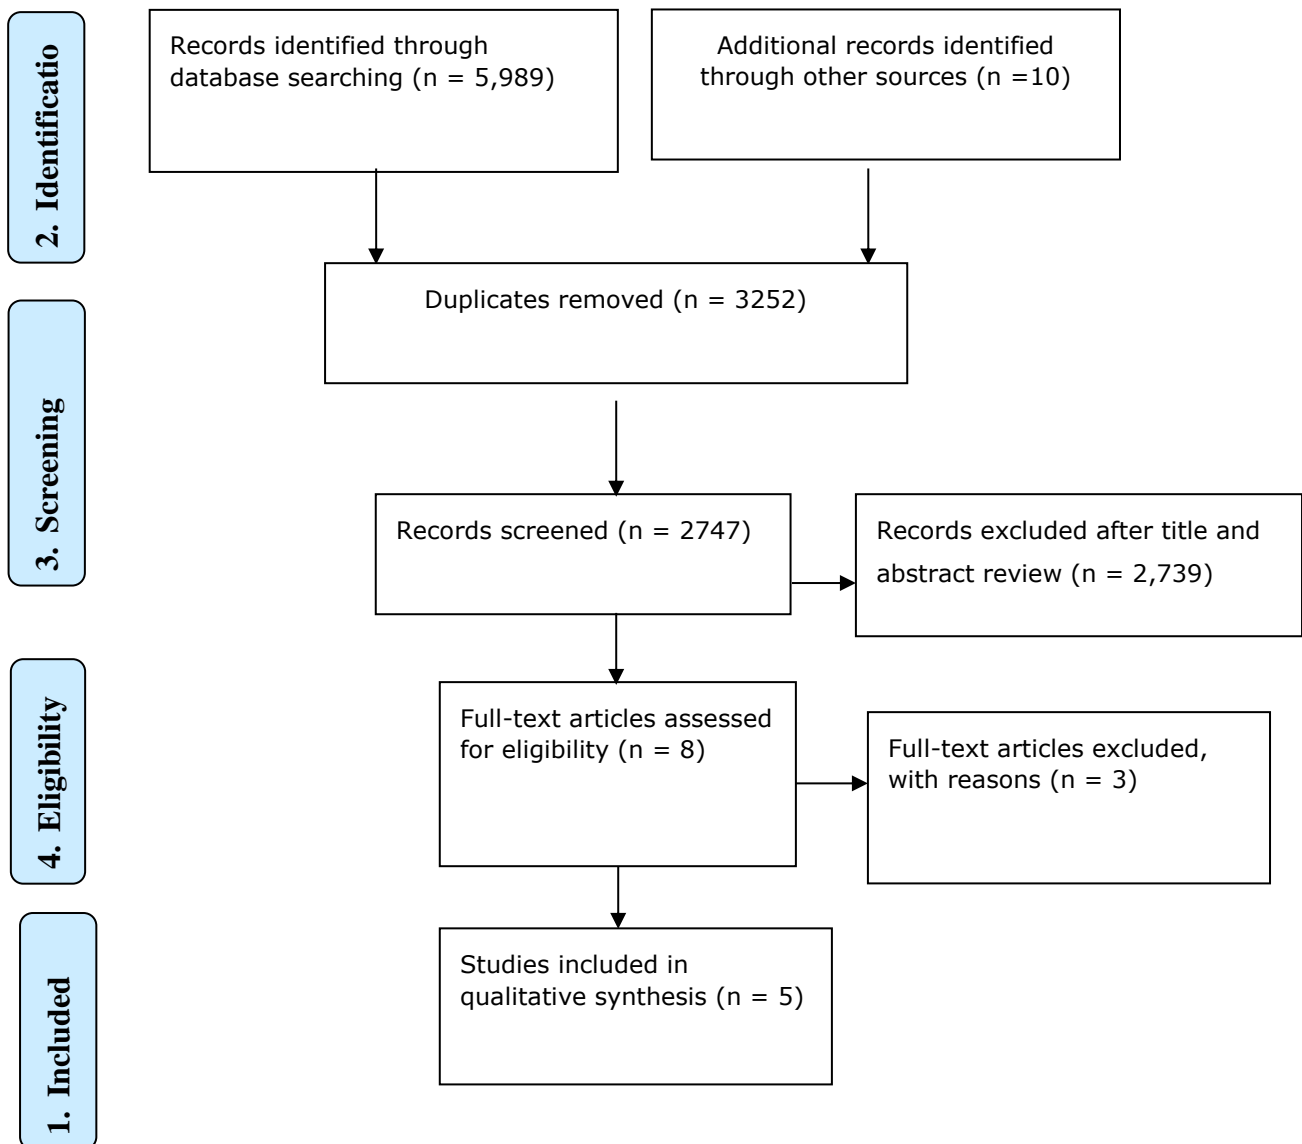 2. Identificatio
Records identified through
database searching (n = 5,989)
Additional records identified
through other sources (n =10)
Duplicates removed (n = 3252)
3. Screening
Records screened (n = 2747)
Records excluded after title and
abstract review (n = 2,739)
4. Eligibility
Full-text articles assessed
for eligibility (n = 8)
Full-text articles excluded,
with reasons (n = 3)
1. Included
Studies included in
qualitative synthesis (n = 5)